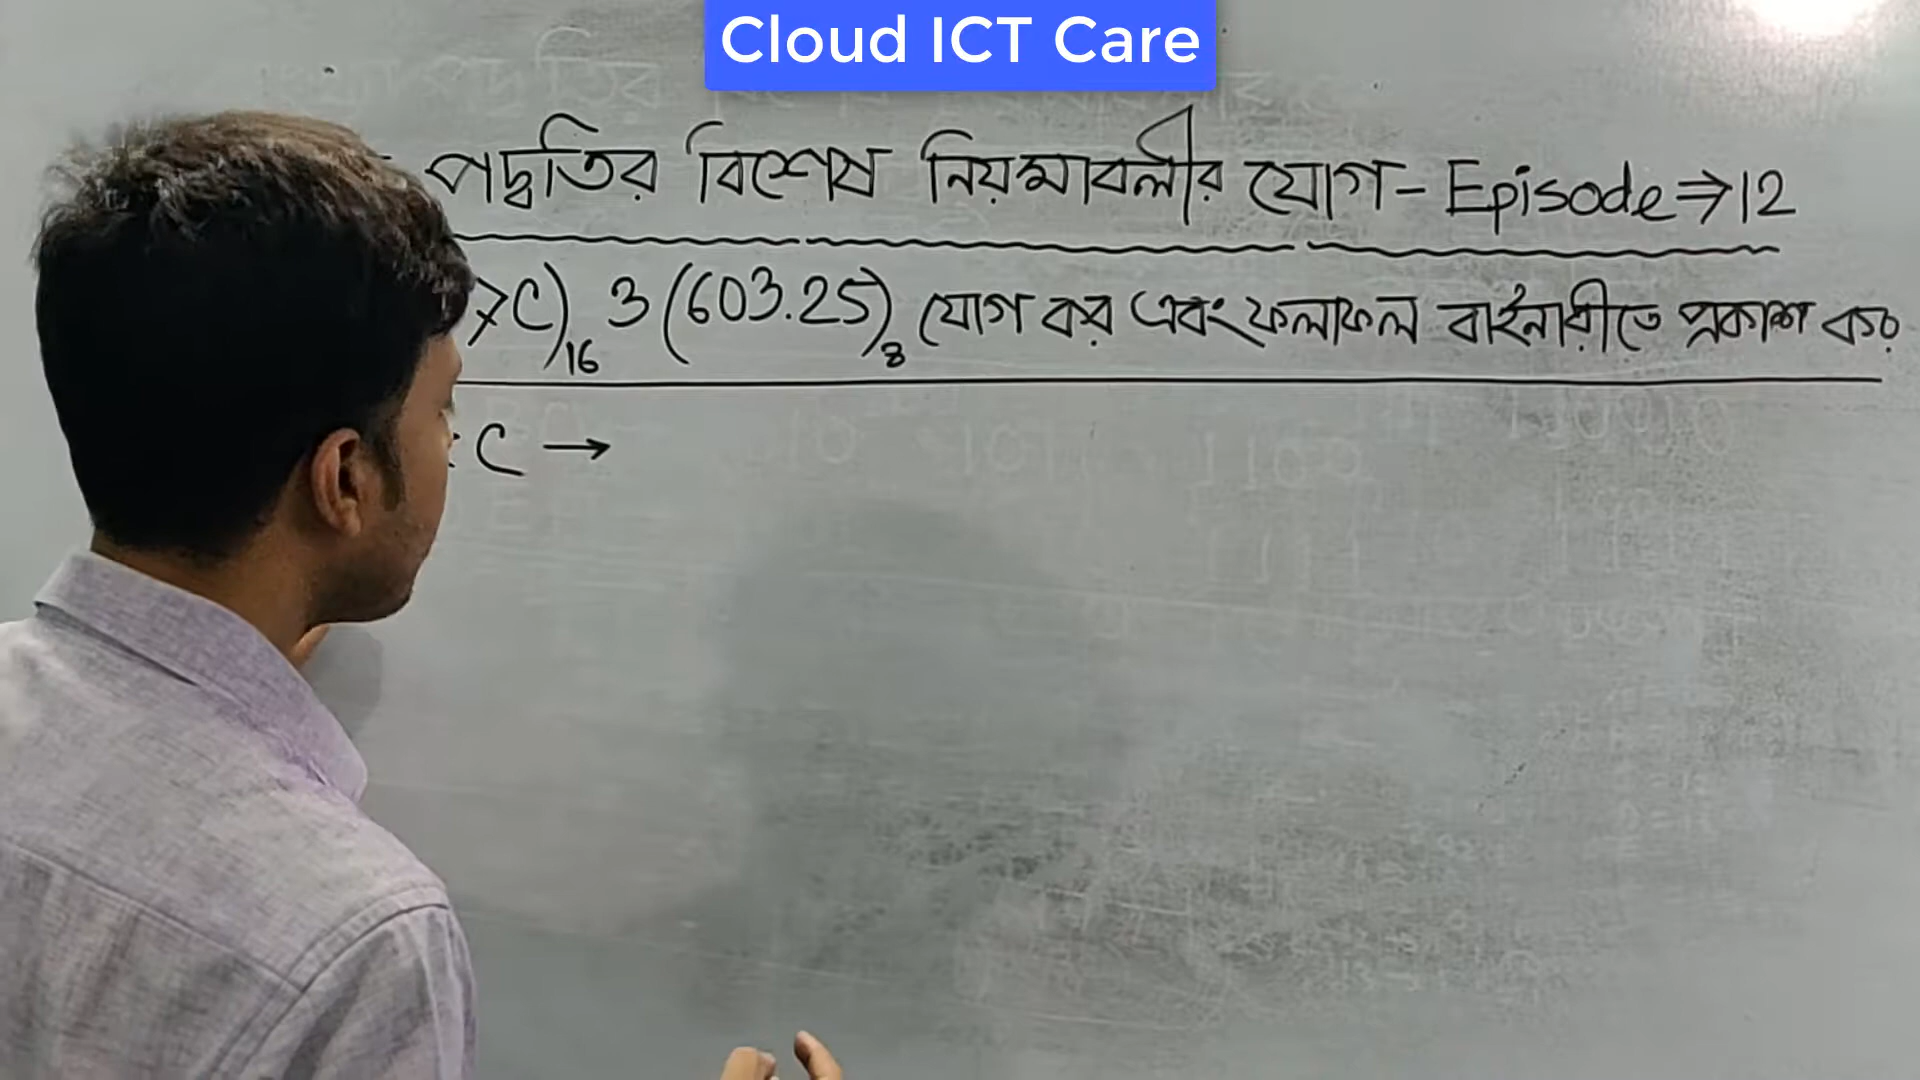 Cloud ICT Care
পদ্ধতির বিশেষ নিয়মাবলীর যোগ - Episode ⇒ 12
7C)₁₆ ও (603.25)₈ যোগ কর এবং ফলাফল বাইনারীতে প্রকাশ কর
C →